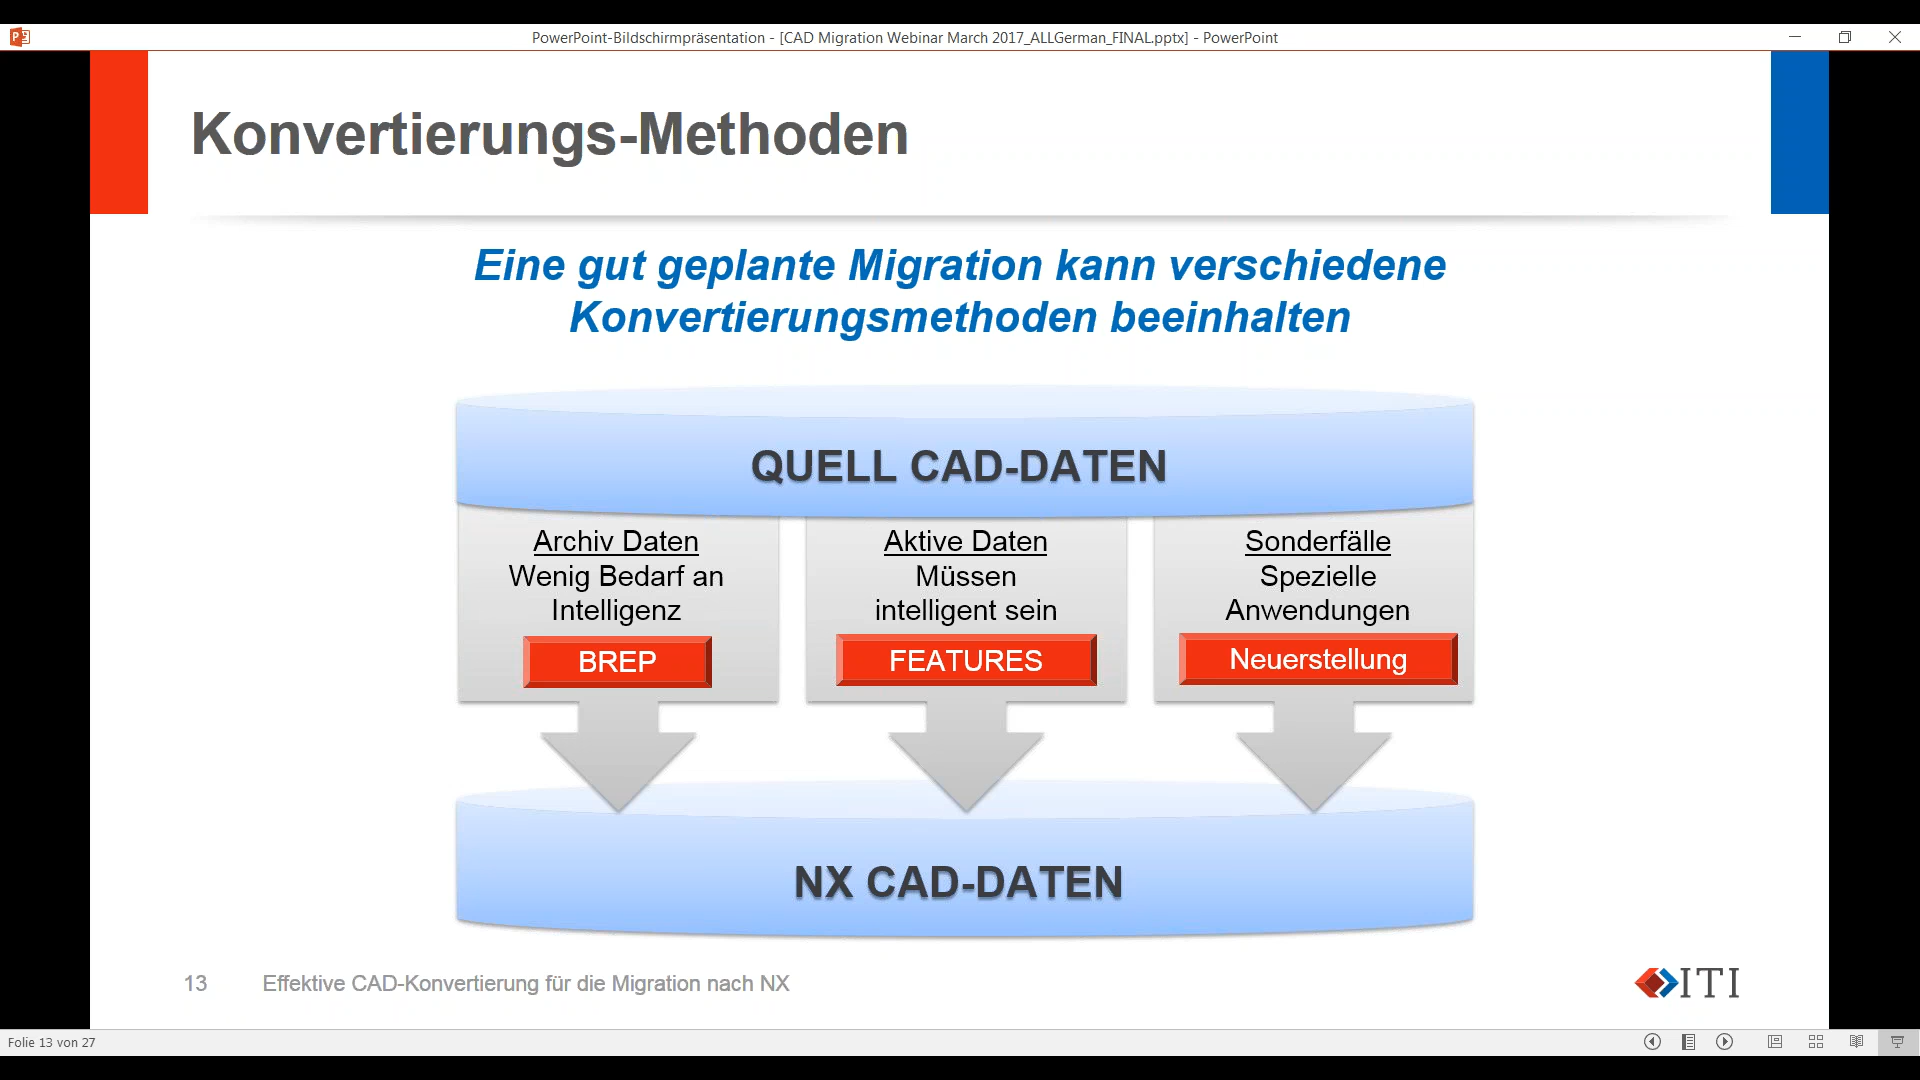 PowerPoint-Bildschirmpräsentation - [CAD Migration Webinar March 2017_ALLGerman_FINAL.pptx] - PowerPoint
Konvertierungs-Methoden
Eine gut geplante Migration kann verschiedene
Konvertierungsmethoden beeinhalten
QUELL CAD-DATEN
Archiv Daten
Wenig Bedarf an
Intelligenz
BREP
Aktive Daten
Müssen
intelligent sein
FEATURES
Sonderfälle
Spezielle
Anwendungen
Neuerstellung
NX CAD-DATEN
13
Effektive CAD-Konvertierung für die Migration nach NX
ITI
Folie 13 von 27